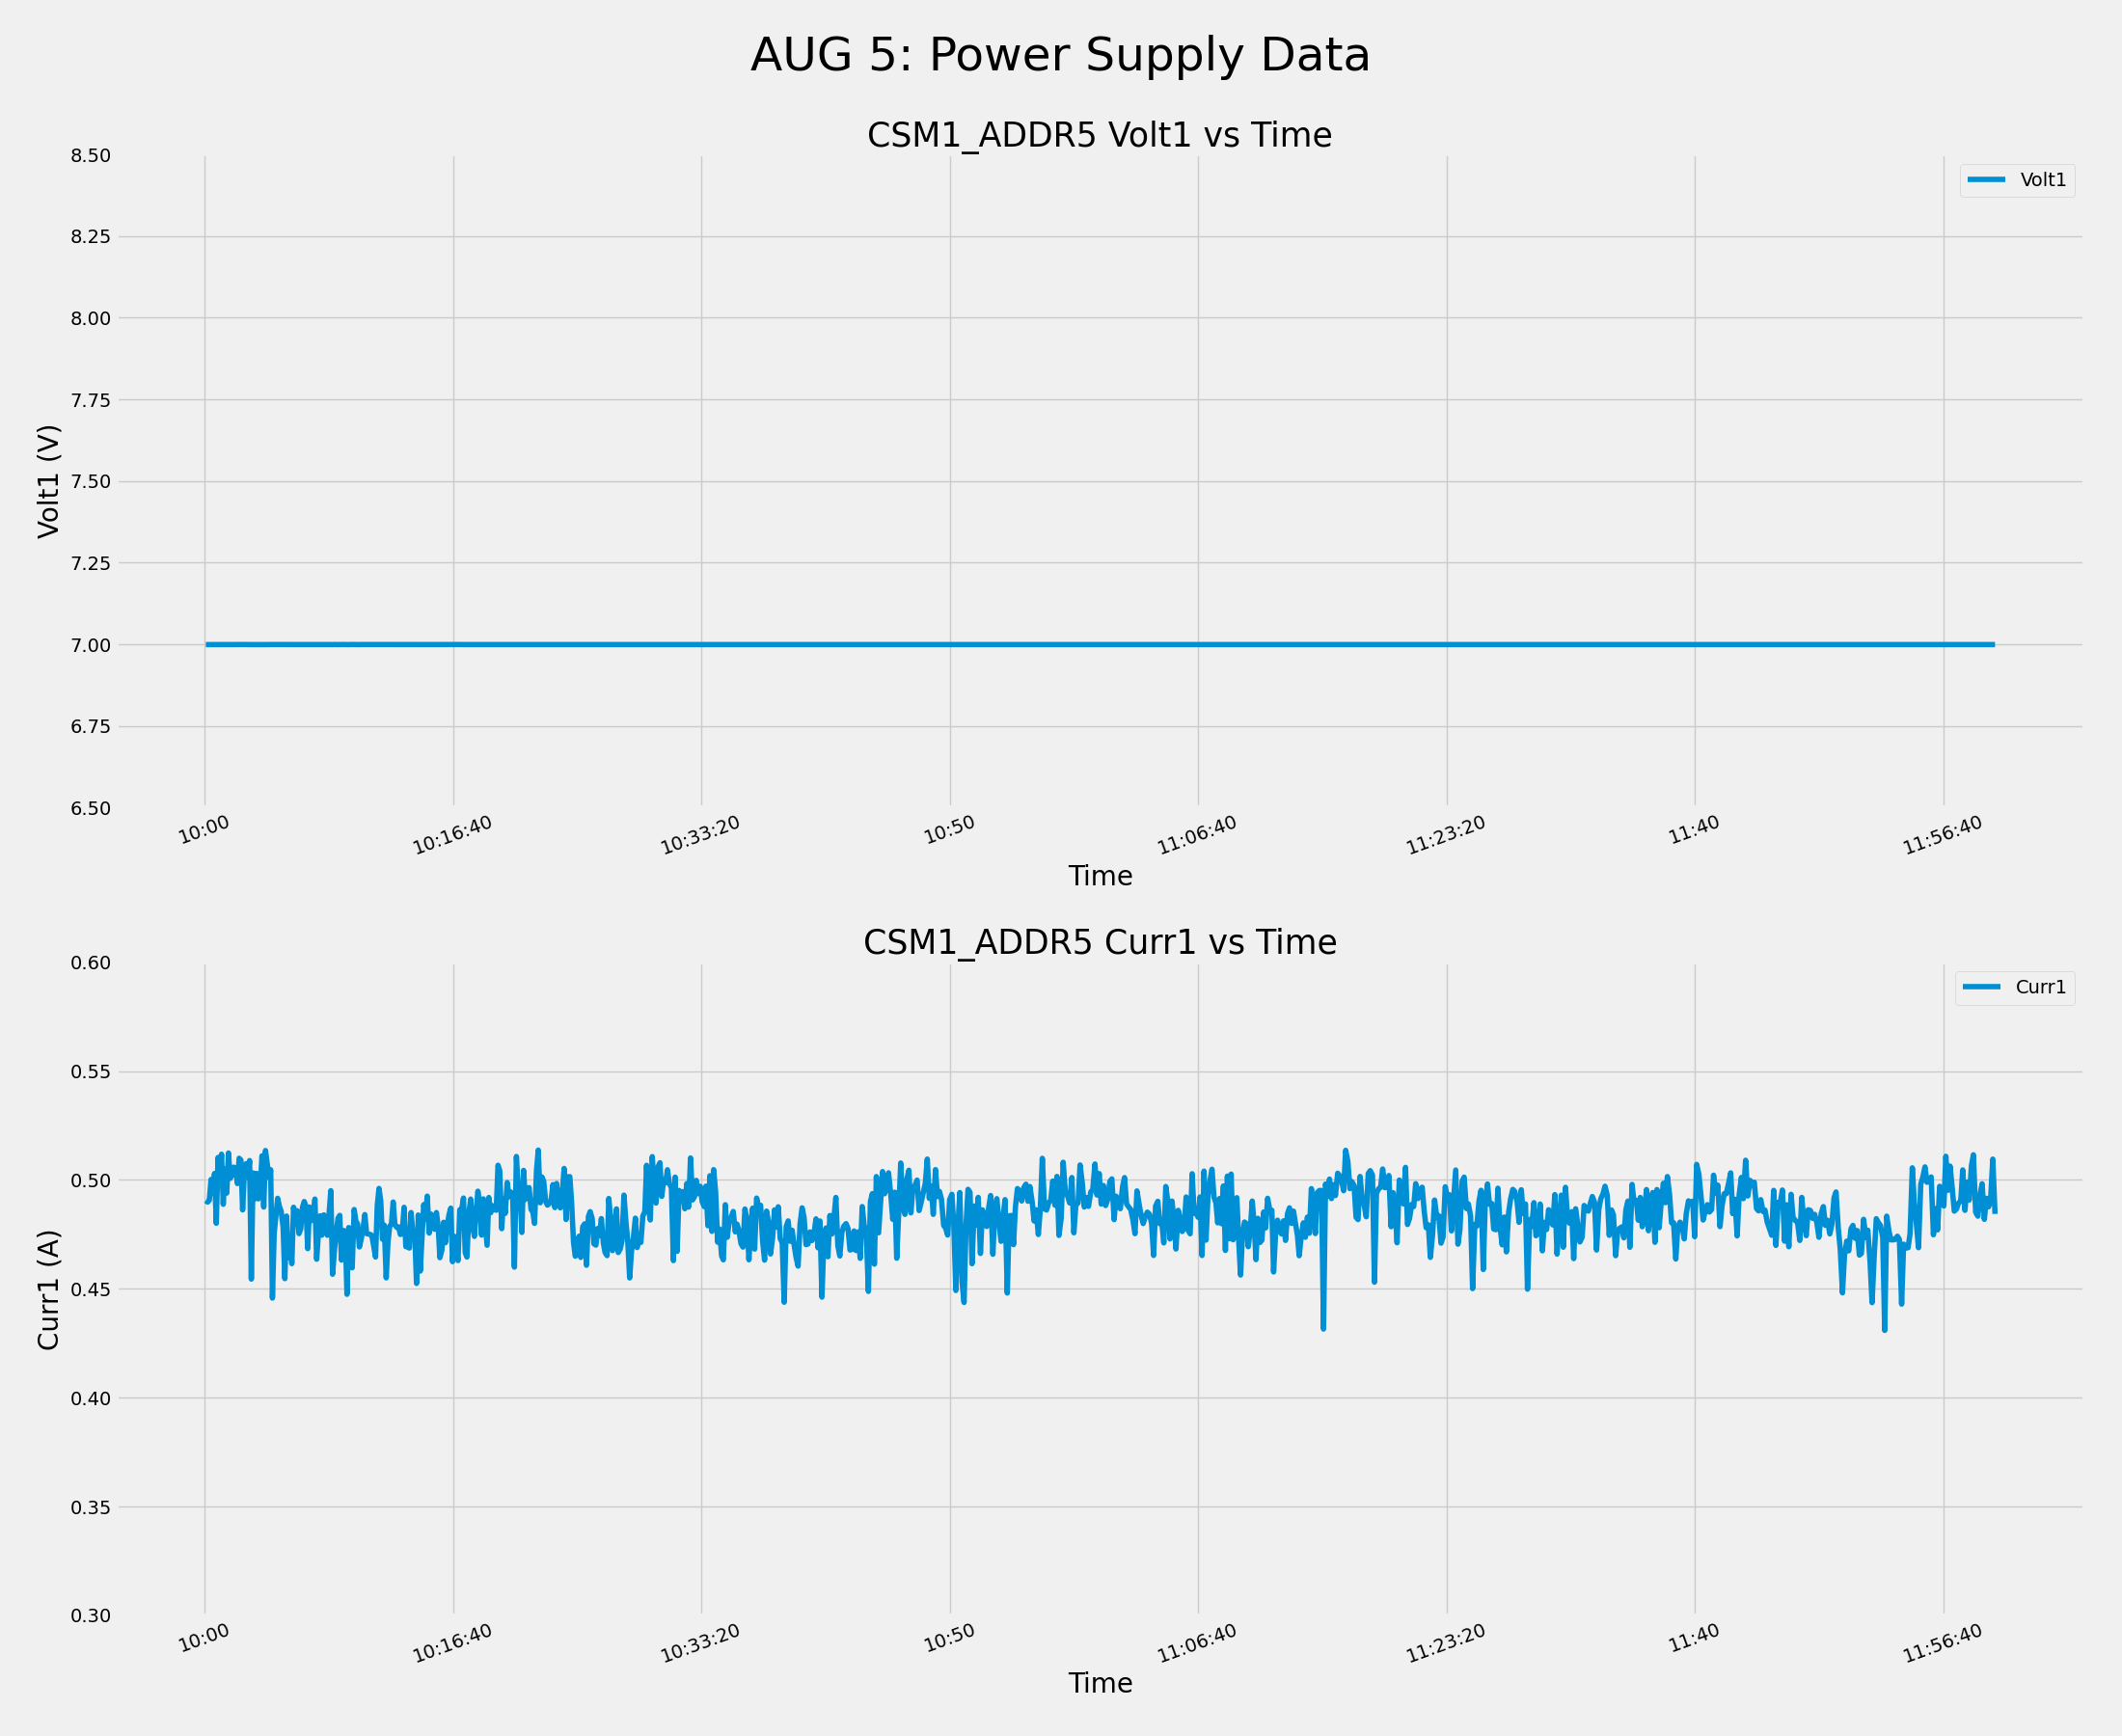 AUG 5: Power Supply Data
CSM1_ADDR5 Volt1 vs Time
Volt1
8.50
8.25
8.00
7.75
7.50
7.25
7.00
6.75
6.50
Volt1 (V)
10:00 10:16:40 10:33:20 10:50 11:06:40 11:23:20 11:40 11:56:40
Time
CSM1_ADDR5 Curr1 vs Time
Curr1
0.60
0.55
0.50
0.45
0.40
0.35
0.30
Curr1 (A)
10:00 10:16:40 10:33:20 10:50 11:06:40 11:23:20 11:40 11:56:40
Time